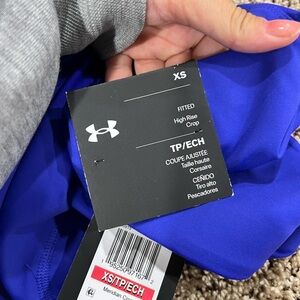 XS
FITTED
High Rise
Crop
TP/ECH
COUPE AJUSTÉE
Taille haute
Corsaire
CEÑIDO
Tiro alto
Pescadores
XS/TP/ECH
Meridian